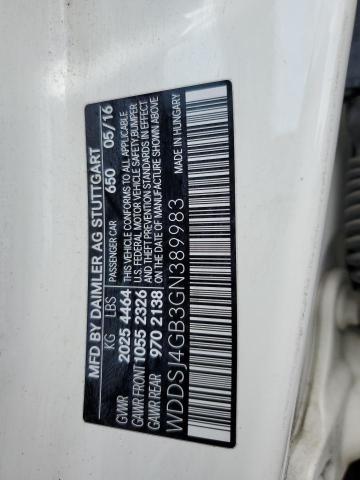 MFD BY DAIMLER AG STUTTGART
KG LBS PASSENGER CAR 650 05/16
GVWR 2025 4464 THIS VEHICLE CONFORMS TO ALL APPLICABLE
GAWR FRONT 1055 2326 U.S. FEDERAL MOTOR VEHICLE SAFETY, BUMPER
AND THEFT PREVENTION STANDARDS IN EFFECT
GAWR REAR 970 2138 ON THE DATE OF MANUFACTURE SHOWN ABOVE
MADE IN HUNGARY
WDDSJ4GB3GN389983